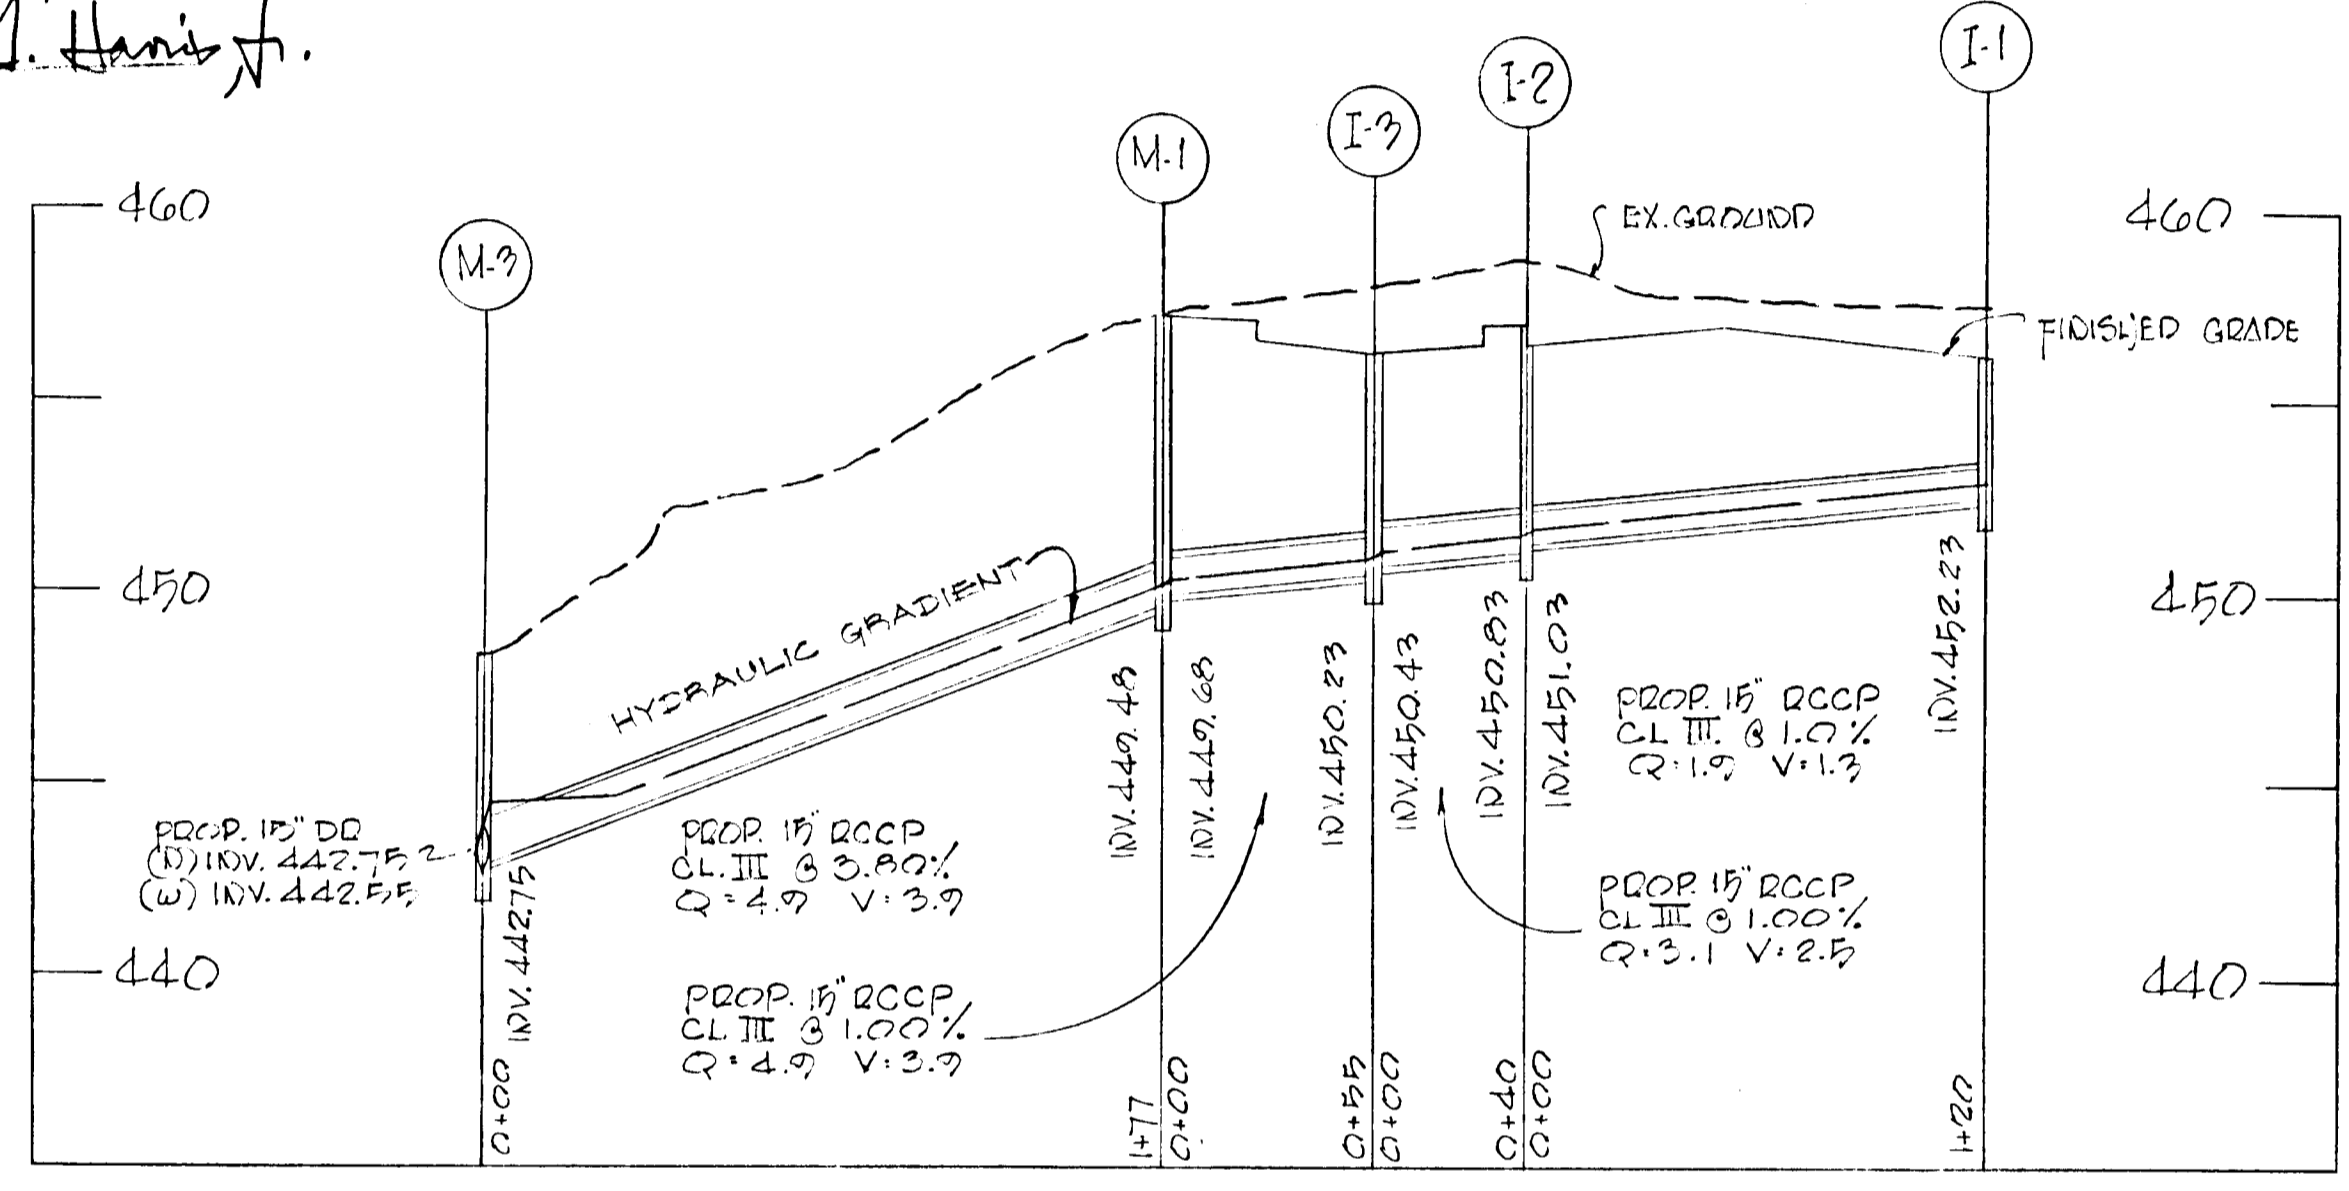 J. Harris Jr.
I-1
I-2
I-3
M-1
M-3
460
460
EX. GROUND
FINISHED GRADE
450
450
HYDRAULIC GRADIENT
INV. 449.48
INV. 449.68
INV. 450.23
INV. 450.43
INV. 450.83
INV. 451.03
INV. 452.23
PROP. 15" RCCP
CL III. @ 1.0%
Q=1.9 V=1.3
PROP. 15"
(N) INV. 442.75
(W) INV. 442.55
INV. 442.75
PROP. 15" RCCP
CL. III @ 3.80%
Q=4.9 V=3.9
PROP. 15" RCCP
CL III @ 1.00%
Q=3.1 V=2.5
440
440
PROP. 15" RCCP
CL. III @ 1.00%
Q=4.9 V=3.9
0+00
1+77
0+00
0+55
0+00
0+40
0+00
1+20